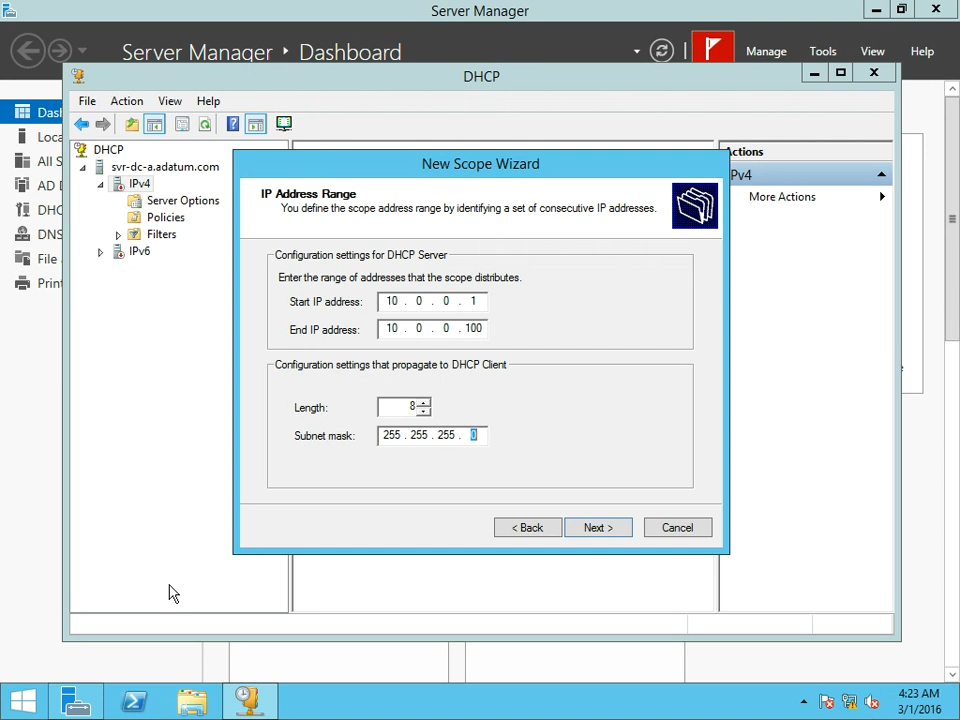 Server Manager
Server Manager ‣ Dashboard
Manage
Tools
View
Help
DHCP
File
Action
View
Help
Das
Loca
All S
AD D
DHC
DNS
File
Print
DHCP
svr-dc-a.adatum.com
IPv4
Server Options
Policies
Filters
IPv6
Actions
IPv4
More Actions
New Scope Wizard
IP Address Range
You define the scope address range by identifying a set of consecutive IP addresses.
Configuration settings for DHCP Server
Enter the range of addresses that the scope distributes.
Start IP address: 10 . 0 . 0 . 1
End IP address: 10 . 0 . 0 . 100
Configuration settings that propagate to DHCP Client
Length: 8
Subnet mask: 255 . 255 . 255 . 0
< Back
Next >
Cancel
4:23 AM
3/1/2016